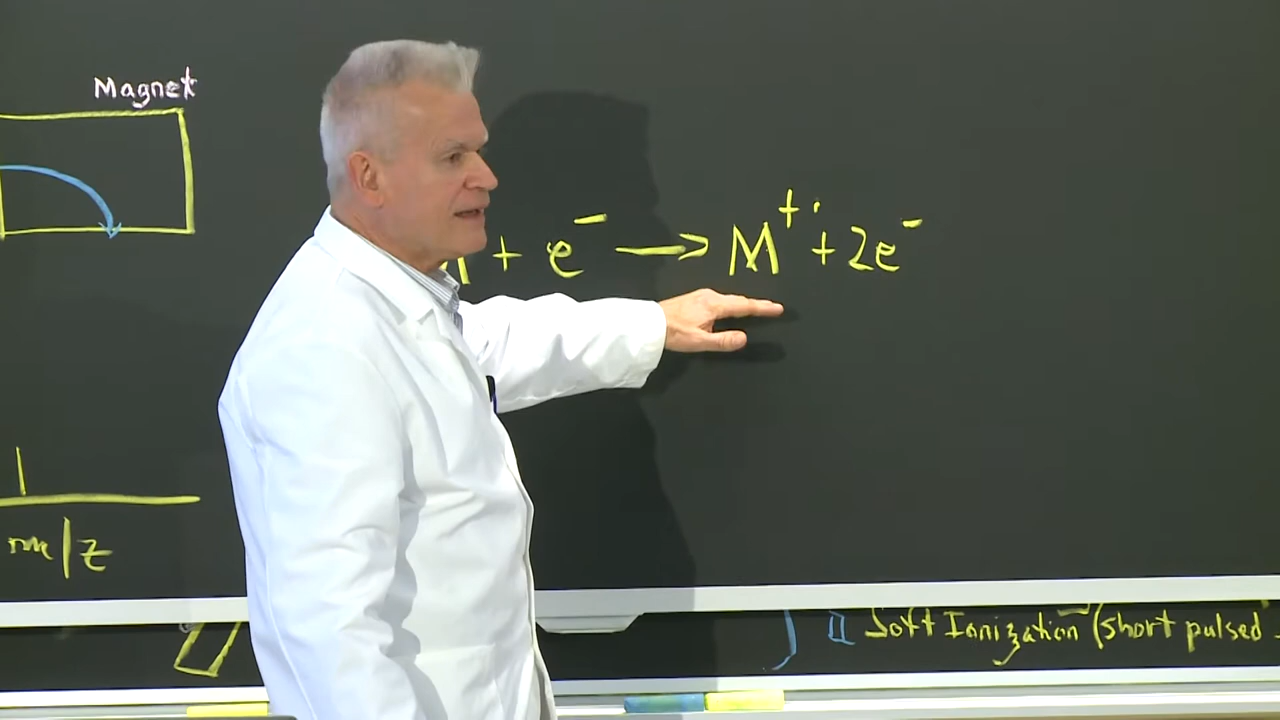 Magnet
M + e⁻ → M⁺˙ + 2e⁻
m/z
Soft Ionization (short pulsed